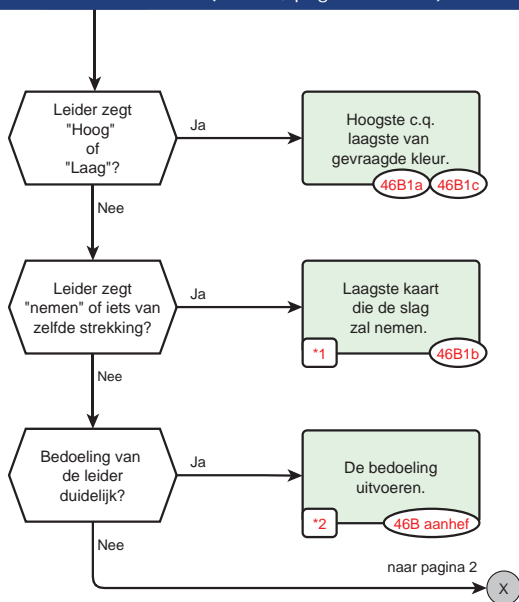 Leider zegt
"Hoog"
of
"Laag"?
Ja
Hoogste c.q.
laagste van
gevraagde kleur.
46B1a
46B1c
Nee
Leider zegt
"nemen" of iets van
zelfde strekking?
Ja
Laagste kaart
die de slag
zal nemen.
*1
46B1b
Nee
Bedoeling van
de leider
duidelijk?
Ja
De bedoeling
uitvoeren.
*2
46B aanhef
Nee
naar pagina 2
X